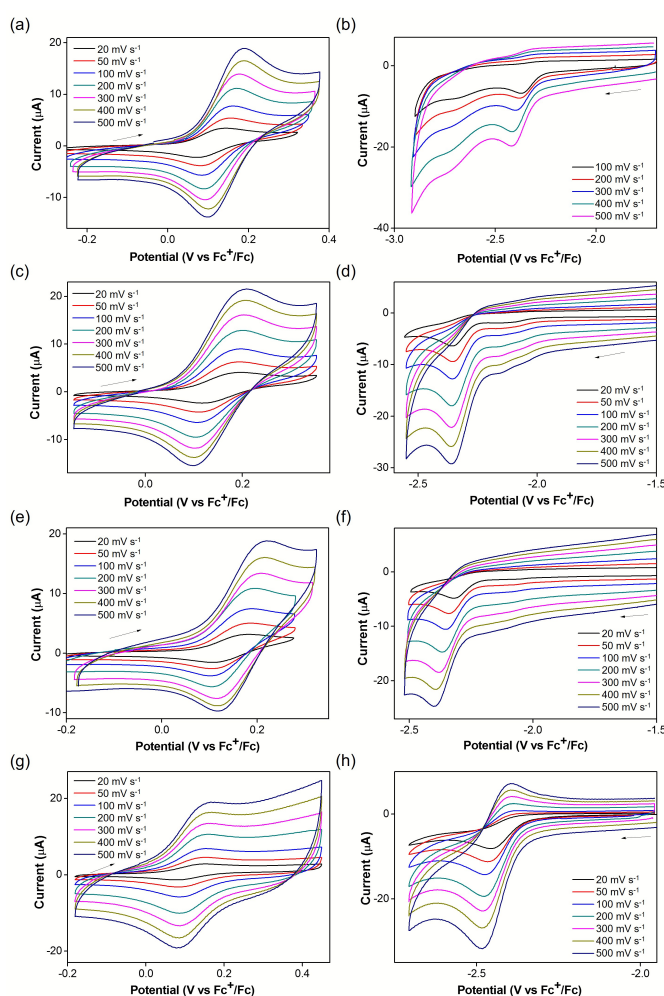 (a)
20 mV s⁻¹
50 mV s⁻¹
100 mV s⁻¹
200 mV s⁻¹
300 mV s⁻¹
400 mV s⁻¹
500 mV s⁻¹
20
10
0
-10
Current (µA)
-0.2
0.0
0.2
0.4
Potential (V vs Fc⁺/Fc)
(b)
0
-20
-40
Current (µA)
100 mV s⁻¹
200 mV s⁻¹
300 mV s⁻¹
400 mV s⁻¹
500 mV s⁻¹
-3.0
-2.5
-2.0
Potential (V vs Fc⁺/Fc)
(c)
20 mV s⁻¹
50 mV s⁻¹
100 mV s⁻¹
200 mV s⁻¹
300 mV s⁻¹
400 mV s⁻¹
500 mV s⁻¹
20
10
0
-10
Current (µA)
0.0
0.2
Potential (V vs Fc⁺/Fc)
(d)
0
-10
-20
-30
Current (µA)
20 mV s⁻¹
50 mV s⁻¹
100 mV s⁻¹
200 mV s⁻¹
300 mV s⁻¹
400 mV s⁻¹
500 mV s⁻¹
-2.5
-2.0
-1.5
Potential (V vs Fc⁺/Fc)
(e)
20 mV s⁻¹
50 mV s⁻¹
100 mV s⁻¹
200 mV s⁻¹
300 mV s⁻¹
400 mV s⁻¹
500 mV s⁻¹
20
10
0
-10
Current (µA)
-0.2
0.0
0.2
Potential (V vs Fc⁺/Fc)
(f)
10
0
-10
-20
-30
Current (µA)
20 mV s⁻¹
50 mV s⁻¹
100 mV s⁻¹
200 mV s⁻¹
300 mV s⁻¹
400 mV s⁻¹
500 mV s⁻¹
-2.5
-2.0
-1.5
Potential (V vs Fc⁺/Fc)
(g)
20 mV s⁻¹
50 mV s⁻¹
100 mV s⁻¹
200 mV s⁻¹
300 mV s⁻¹
400 mV s⁻¹
500 mV s⁻¹
20
0
-20
Current (µA)
-0.2
0.0
0.2
0.4
Potential (V vs Fc⁺/Fc)
(h)
0
-20
Current (µA)
20 mV s⁻¹
50 mV s⁻¹
100 mV s⁻¹
200 mV s⁻¹
300 mV s⁻¹
400 mV s⁻¹
500 mV s⁻¹
-2.5
-2.0
Potential (V vs Fc⁺/Fc)